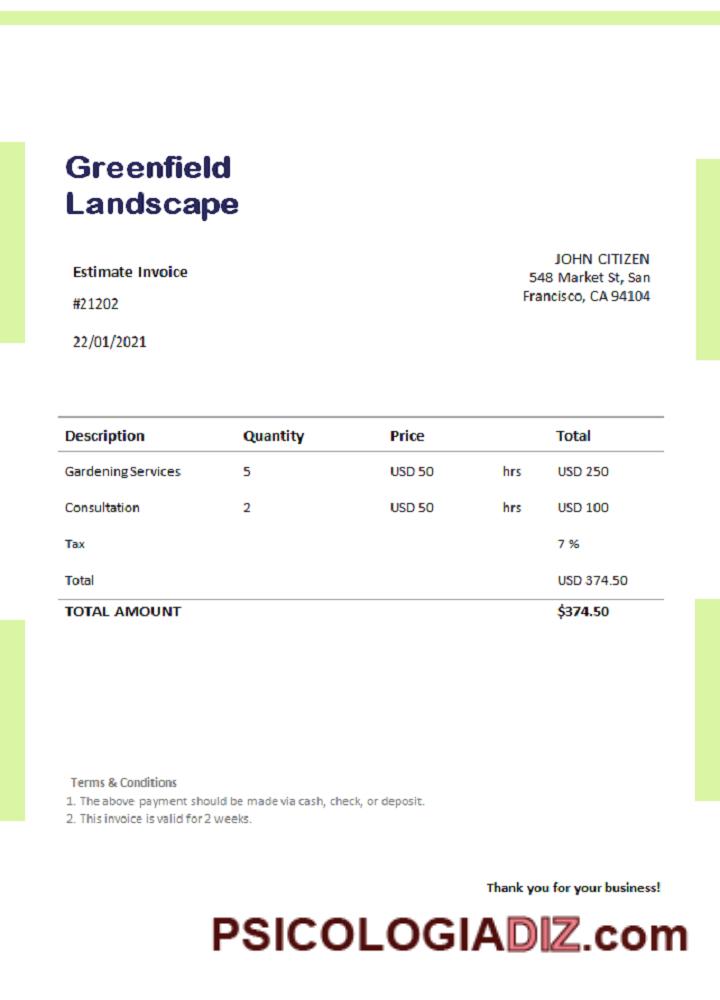 Greenfield
Landscape
JOHN CITIZEN
548 Market St, San
Francisco, CA 94104
Estimate Invoice
#21202
22/01/2021
Description Quantity Price Total
Gardening Services 5 USD 50 hrs USD 250
Consultation 2 USD 50 hrs USD 100
Tax 7 %
Total USD 374.50
TOTAL AMOUNT $374.50
Terms & Conditions
1. The above payment should be made via cash, check, or deposit.
2. This invoice is valid for 2 weeks.
Thank you for your business!
PSICOLOGIADIZ.com